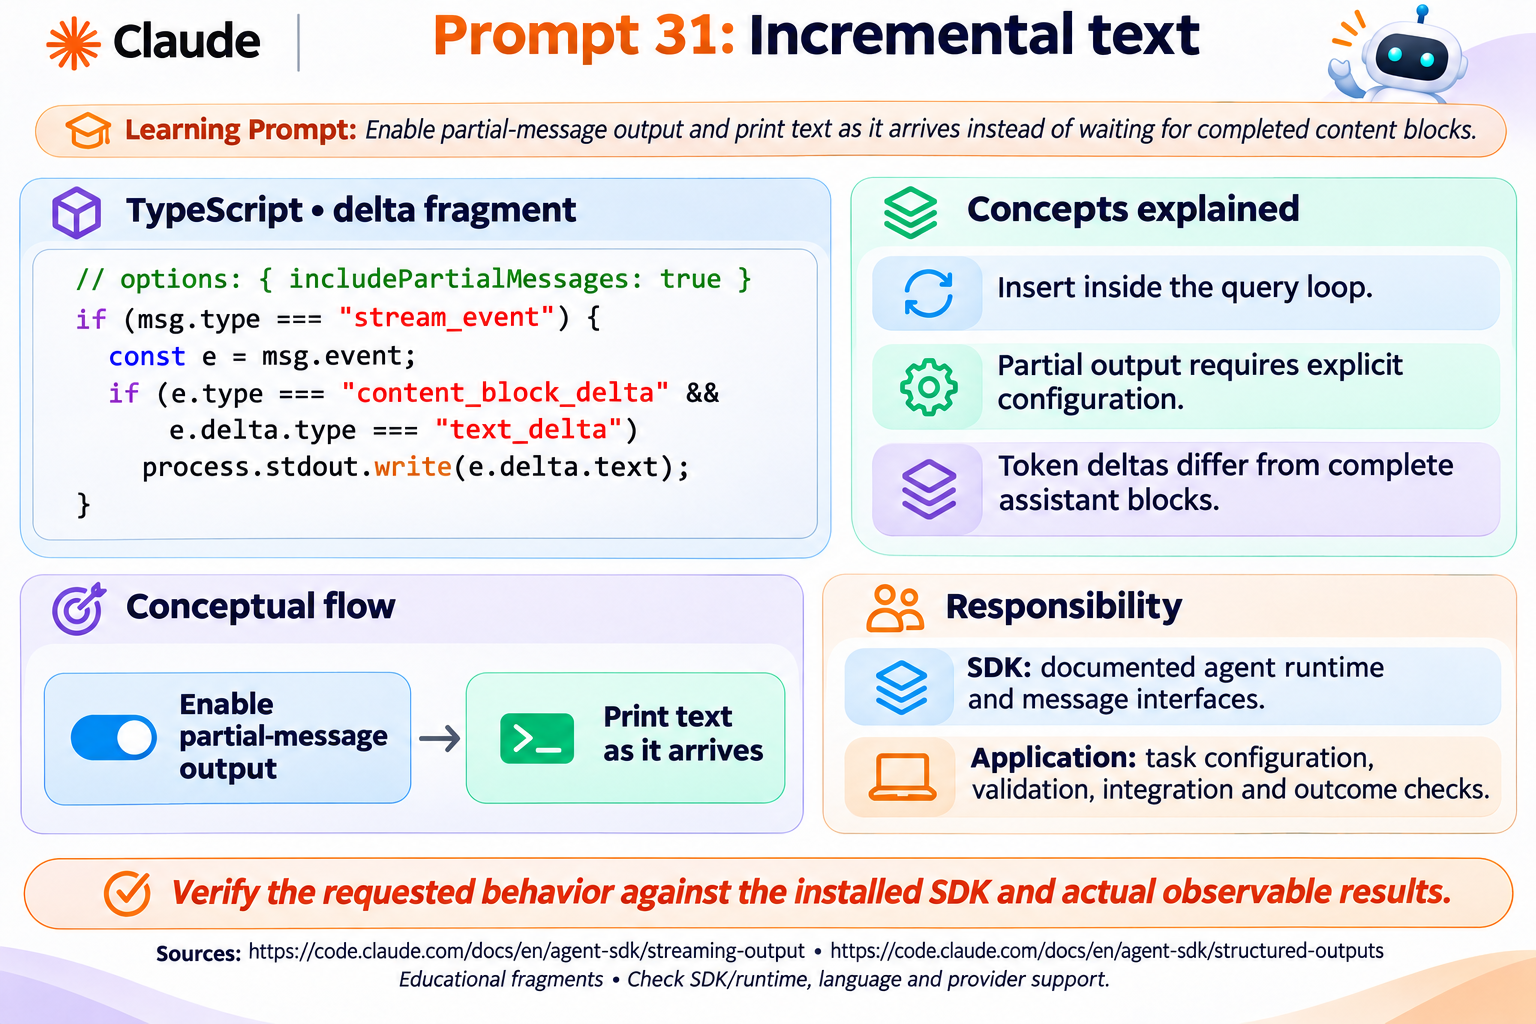 Claude
Prompt 31: Incremental text
Learning Prompt: Enable partial-message output and print text as it arrives instead of waiting for completed content blocks.
TypeScript • delta fragment
// options: { includePartialMessages: true }
if (msg.type === "stream_event") {
const e = msg.event;
if (e.type === "content_block_delta" &&
e.delta.type === "text_delta")
process.stdout.write(e.delta.text);
}
Concepts explained
Insert inside the query loop.
Partial output requires explicit
configuration.
Token deltas differ from complete
assistant blocks.
Conceptual flow
Enable
partial-message
output
Print text
as it arrives
Responsibility
SDK: documented agent runtime
and message interfaces.
Application: task configuration,
validation, integration and outcome checks.
Verify the requested behavior against the installed SDK and actual observable results.
Sources: https://code.claude.com/docs/en/agent-sdk/streaming-output • https://code.claude.com/docs/en/agent-sdk/structured-outputs
Educational fragments • Check SDK/runtime, language and provider support.